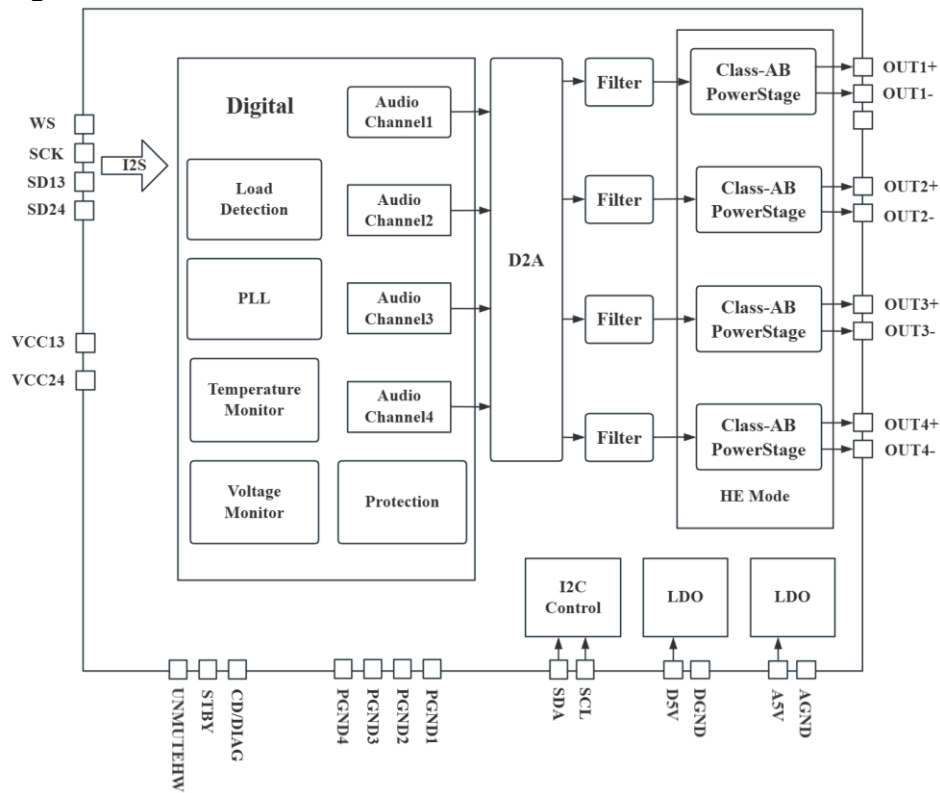 WS
SCK
SD13
SD24
I2S
VCC13
VCC24
Digital
Load
Detection
PLL
Temperature
Monitor
Voltage
Monitor
Audio
Channel1
Audio
Channel2
Audio
Channel3
Audio
Channel4
Protection
D2A
Filter
Filter
Filter
Filter
Class-AB
PowerStage
Class-AB
PowerStage
Class-AB
PowerStage
Class-AB
PowerStage
HE Mode
OUT1+
OUT1-
OUT2+
OUT2-
OUT3+
OUT3-
OUT4+
OUT4-
I2C
Control
LDO
LDO
UNMUTEHW
STBY
CD/DIAG
PGND4
PGND3
PGND2
PGND1
SDA
SCL
D5V
DGND
A5V
AGND